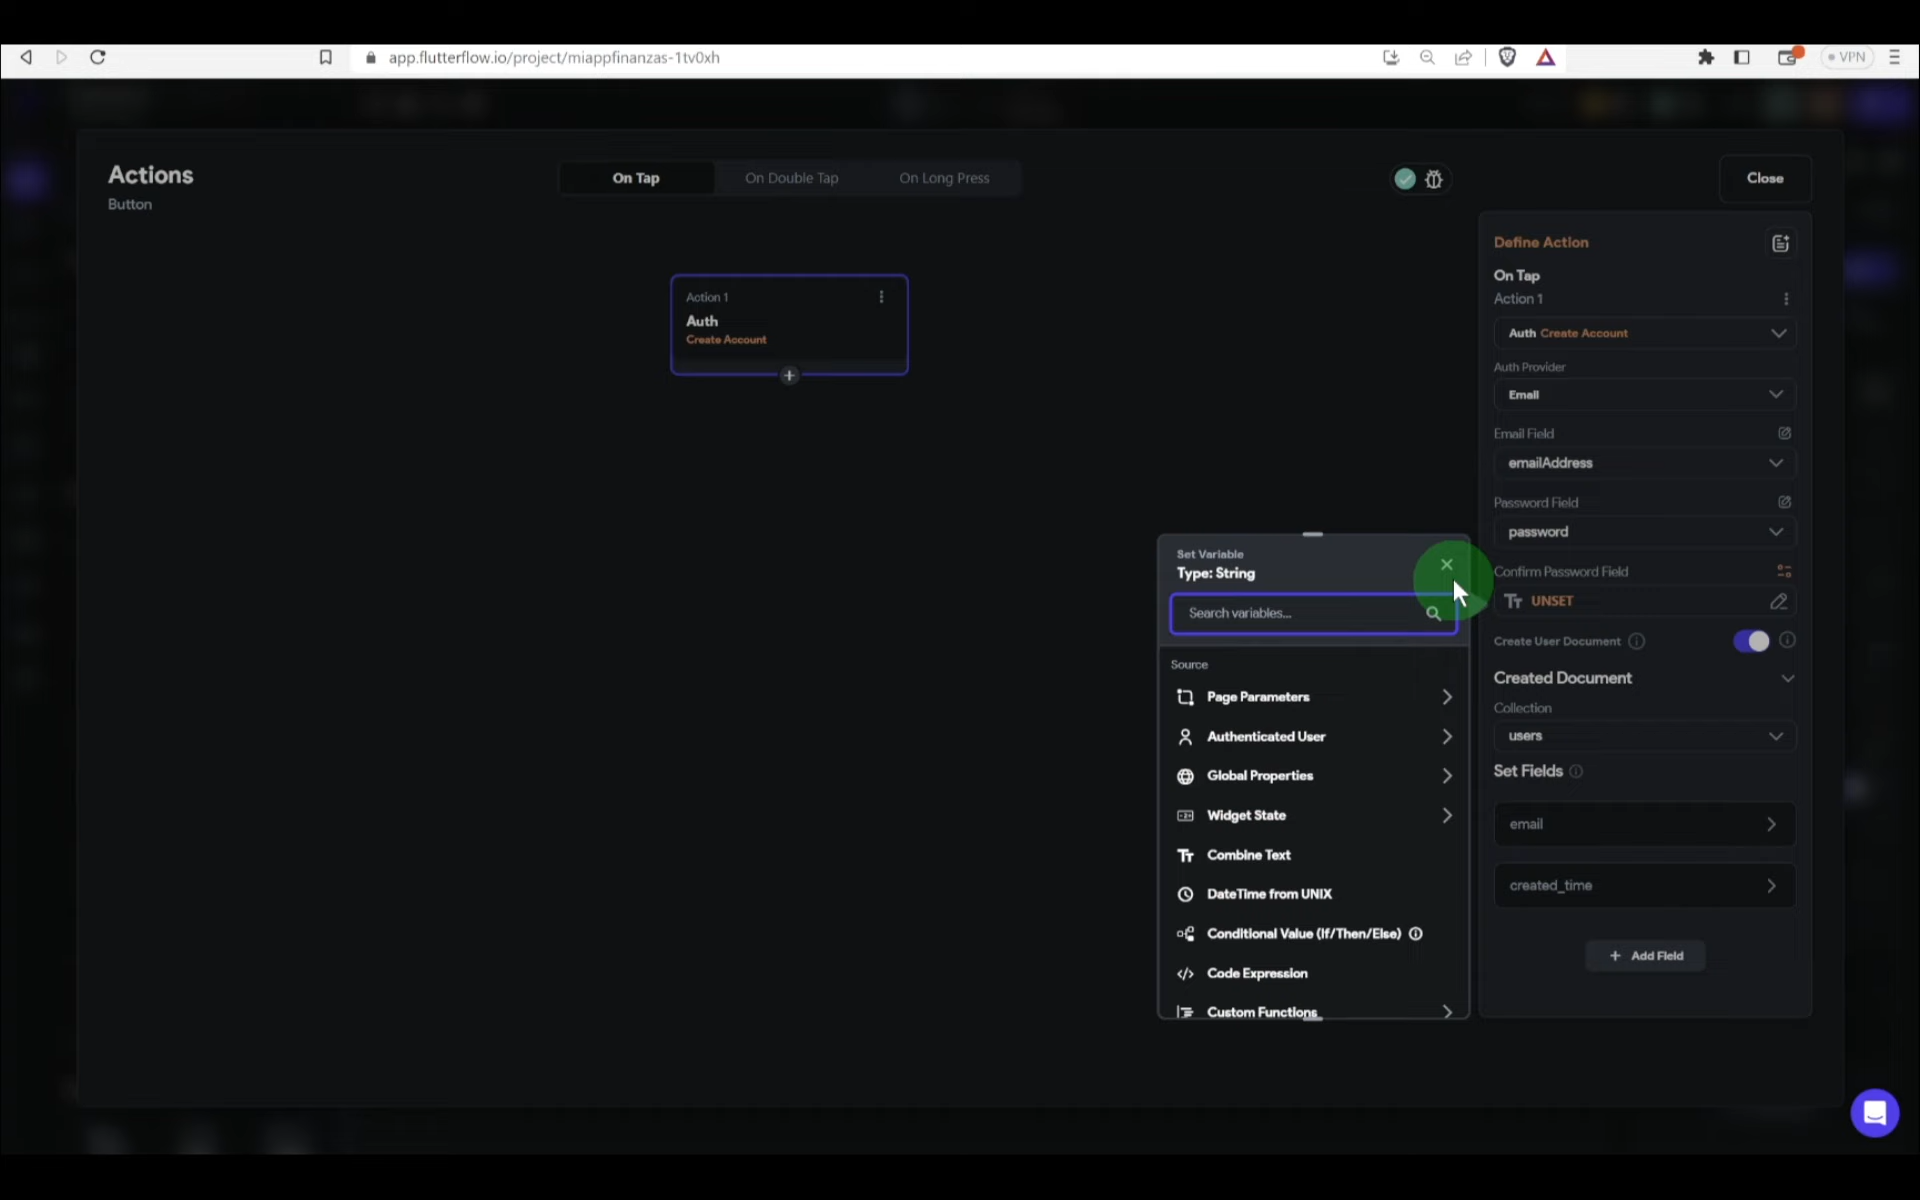 app.flutterflow.io/project/miappfinanzas-1tv0xh
VPN
Actions
Button
On Tap
On Double Tap
On Long Press
Close
Action 1
Auth
Create Account
Define Action
On Tap
Action 1
Auth Create Account
Auth Provider
Email
Email Field
emailAddress
Password Field
password
Confirm Password Field
UNSET
Create User Document
Created Document
Collection
users
Set Fields
email
created_time
+ Add Field
Set Variable
Type: String
Search variables...
Source
Page Parameters
Authenticated User
Global Properties
Widget State
Combine Text
DateTime from UNIX
Conditional Value (If/Then/Else)
Code Expression
Custom Functions